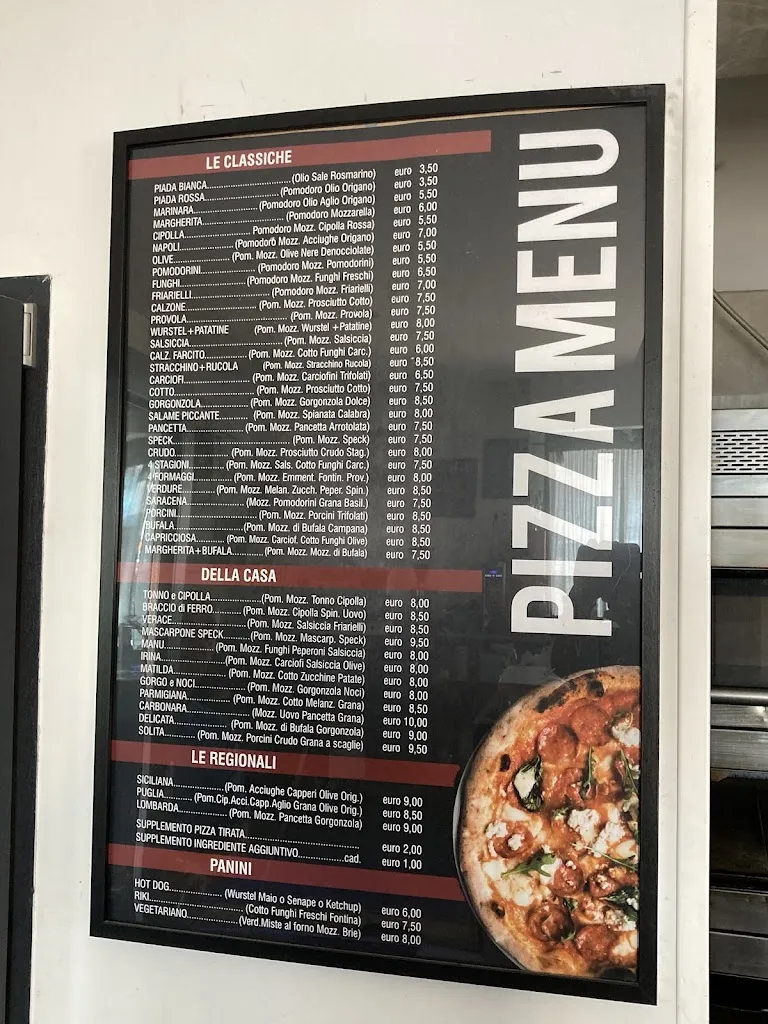 PIZZA MENU
LE CLASSICHE
PIADA BIANCA..............................(Olio Sale Rosmarino) euro 3,50
PIADA ROSSA...........................(Pomodoro Olio Origano) euro 3,50
MARINARA.......................(Pomodoro Olio Aglio Origano) euro 5,50
MARGHERITA..............................(Pomodoro Mozzarella) euro 6,00
CIPOLLA........................Pomodoro Mozz. Cipolla Rossa) euro 5,50
NAPOLI....................(Pomodoro Mozz. Acciughe Origano) euro 7,00
OLIVE.....................(Pom. Mozz. Olive Nere Denocciolate) euro 5,50
POMODORINI....................(Pomodoro Mozz. Pomodorini) euro 5,50
FUNGHI........................(Pomodoro Mozz. Funghi Freschi) euro 6,50
FRIARIELLI............................(Pomodoro Mozz. Friarielli) euro 7,00
CALZONE..........................(Pom. Mozz. Prosciutto Cotto) euro 7,50
PROVOLA....................................(Pom. Mozz. Provola) euro 7,50
WURSTEL+PATATINE (Pom. Mozz. Wurstel +Patatine) euro 8,00
SALSICCIA..................................(Pom. Mozz. Salsiccia) euro 7,50
CALZ. FARCITO................(Pom. Mozz. Cotto Funghi Carc.) euro 6,00
STRACCHINO+RUCOLA (Pom. Mozz. Stracchino Rucola) euro 8,50
CARCIOFI........................(Pom. Mozz. Carciofini Trifolati) euro 6,50
COTTO............................(Pom. Mozz. Prosciutto Cotto) euro 7,50
GORGONZOLA...................(Pom. Mozz. Gorgonzola Dolce) euro 8,50
SALAME PICCANTE...........(Pom. Mozz. Spianata Calabra) euro 8,00
PANCETTA.....................(Pom. Mozz. Pancetta Arrotolata) euro 7,50
SPECK........................................(Pom. Mozz. Speck) euro 7,50
CRUDO...................(Pom. Mozz. Prosciutto Crudo Stag.) euro 8,00
4 STAGIONI.............(Pom. Mozz. Sals. Cotto Funghi Carc.) euro 7,50
4 FORMAGGI............(Pom. Mozz. Emment. Fontin. Prov.) euro 8,00
VERDURE............(Pom. Mozz. Melan. Zucch. Peper. Spin.) euro 8,50
SARACENA.....................(Mozz. Pomodorini Grana Basil.) euro 7,50
PORCINI............................(Pom. Mozz. Porcini Trifolati) euro 8,50
BUFALA.......................(Pom. Mozz. di Bufala Campana) euro 8,50
CAPRICCIOSA..........(Pom. Mozz. Carciof. Cotto Funghi Olive) euro 8,50
MARGHERITA+BUFALA............(Pom. Mozz. Mozz. di Bufala) euro 7,50
DELLA CASA
TONNO e CIPOLLA...................(Pom. Mozz. Tonno Cipolla) euro 8,00
BRACCIO di FERRO...........(Pom. Mozz. Cipolla Spin. Uovo) euro 8,50
VERACE..........................(Pom. Mozz. Salsiccia Friarielli) euro 8,50
MASCARPONE SPECK..........(Pom. Mozz. Mascarp. Speck) euro 9,50
MANU..................(Pom. Mozz. Funghi Peperoni Salsiccia) euro 8,00
IRINA.....................(Pom. Mozz. Carciofi Salsiccia Olive) euro 8,00
MATILDA....................(Pom. Mozz. Cotto Zucchine Patate) euro 8,00
GORGO e NOCI...................(Pom. Mozz. Gorgonzola Noci) euro 8,00
PARMIGIANA..................(Pom. Mozz. Cotto Melanz. Grana) euro 8,50
CARBONARA........................(Mozz. Uovo Pancetta Grana) euro 10,00
DELICATA.....................(Pom. Mozz. di Bufala Gorgonzola) euro 9,00
SOLITA............(Pom. Mozz. Porcini Crudo Grana a scaglie) euro 9,50
LE REGIONALI
SICILIANA....................(Pom. Acciughe Capperi Olive Orig.) euro 9,00
PUGLIA..........(Pom.Cip.Acci.Capp.Aglio Grana Olive Orig.) euro 8,50
LOMBARDA...................(Pom. Mozz. Pancetta Gorgonzola) euro 9,00
SUPPLEMENTO PIZZA TIRATA........................................ euro 2,00
SUPPLEMENTO INGREDIENTE AGGIUNTIVO.................cad. euro 1,00
PANINI
HOT DOG....................(Wurstel Maio o Senape o Ketchup) euro 6,00
RIKI..................................(Cotto Funghi Freschi Fontina) euro 7,50
VEGETARIANO...................(Verd.Miste al forno Mozz. Brie) euro 8,00